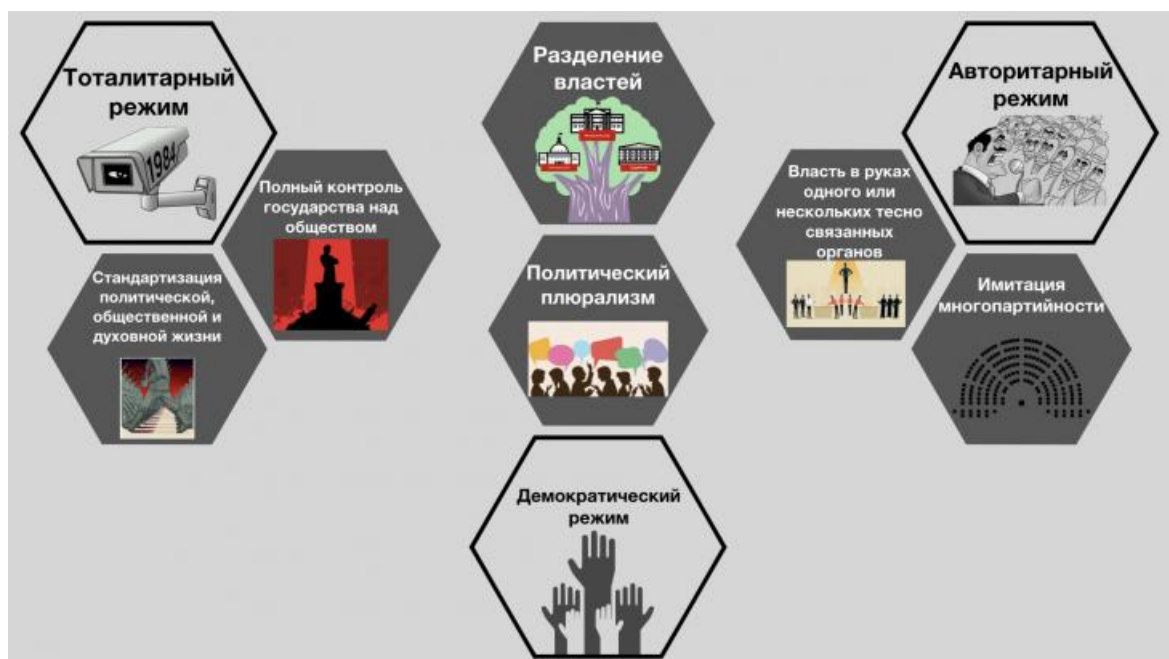 Тоталитарный
режим
1984
Полный контроль
государства над
обществом
Стандартизация
политической,
общественной и
духовной жизни
Разделение
властей
Политический
плюрализм
Демократический
режим
Авторитарный
режим
Власть в руках
одного или
нескольких тесно
связанных
органов
Имитация
многопартийности